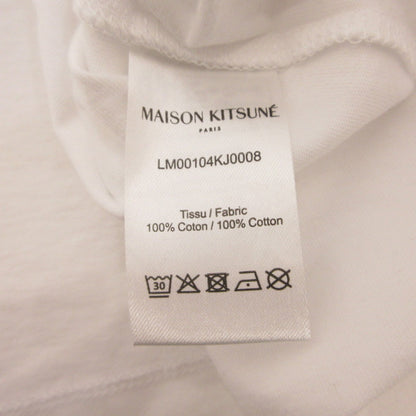 MAISON KITSUNÉ
PARIS
LM00104KJ0008
Tissu / Fabric
100% Coton / 100% Cotton
30